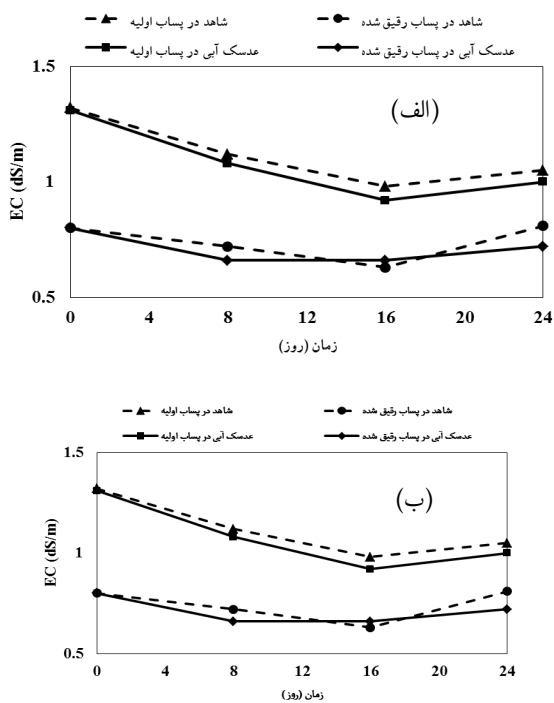 شاهد در پساب اولیه شاهد در پساب رقیق شده
عدسک آبی در پساب اولیه عدسک آبی در پساب رقیق شده
1.5
(الف)
1
EC (dS/m)
0.5
0 4 8 12 16 20 24
زمان (روز)
شاهد در پساب اولیه شاهد در پساب رقیق شده
عدسک آبی در پساب اولیه عدسک آبی در پساب رقیق شده
1.5
(ب)
1
EC (dS/m)
0.5
0 4 8 12 16 20 24
زمان (روز)